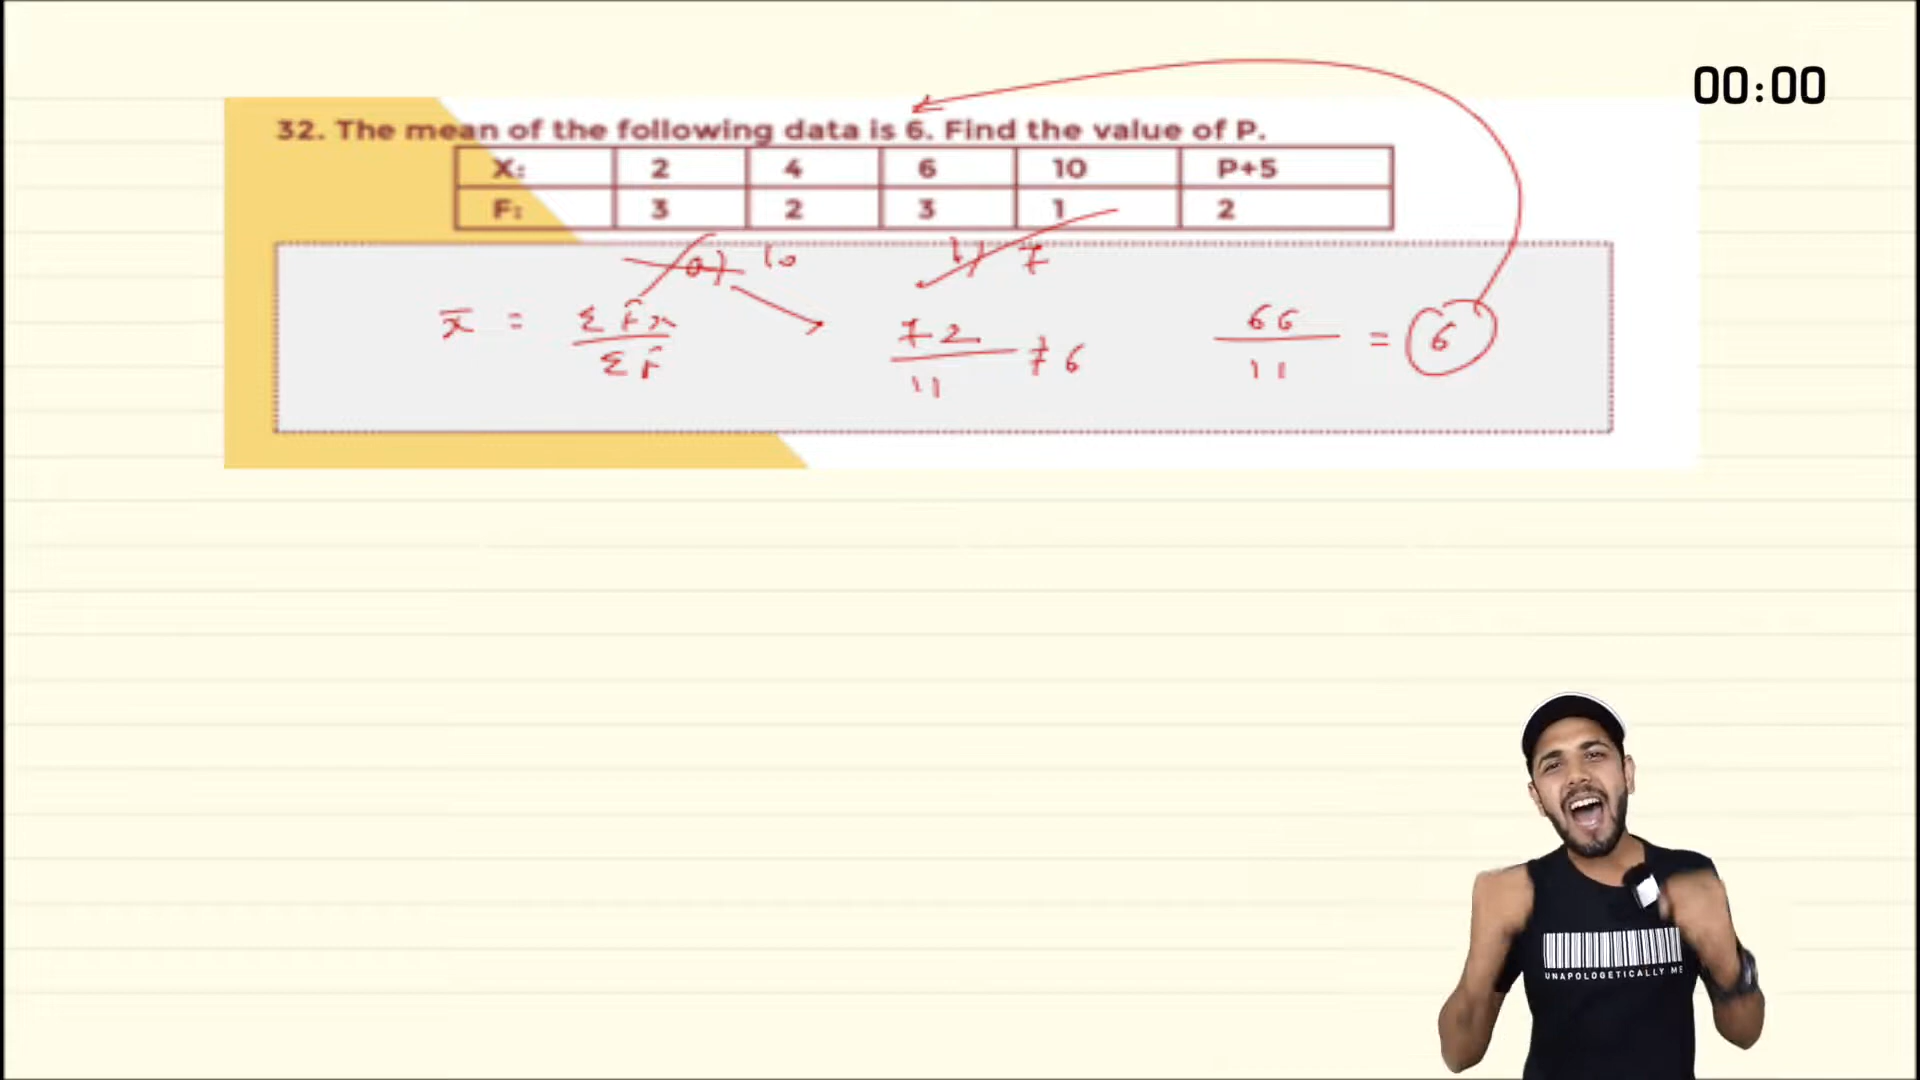 00:00
32. The mean of the following data is 6. Find the value of P.
X: 2 4 6 10 P+5
F: 3 2 3 1 2
a) 10 b) 7
x̄ = ΣFx / ΣF
72 / 11 ≠ 6
66 / 11 = 6
UNAPOLOGETICALLY ME